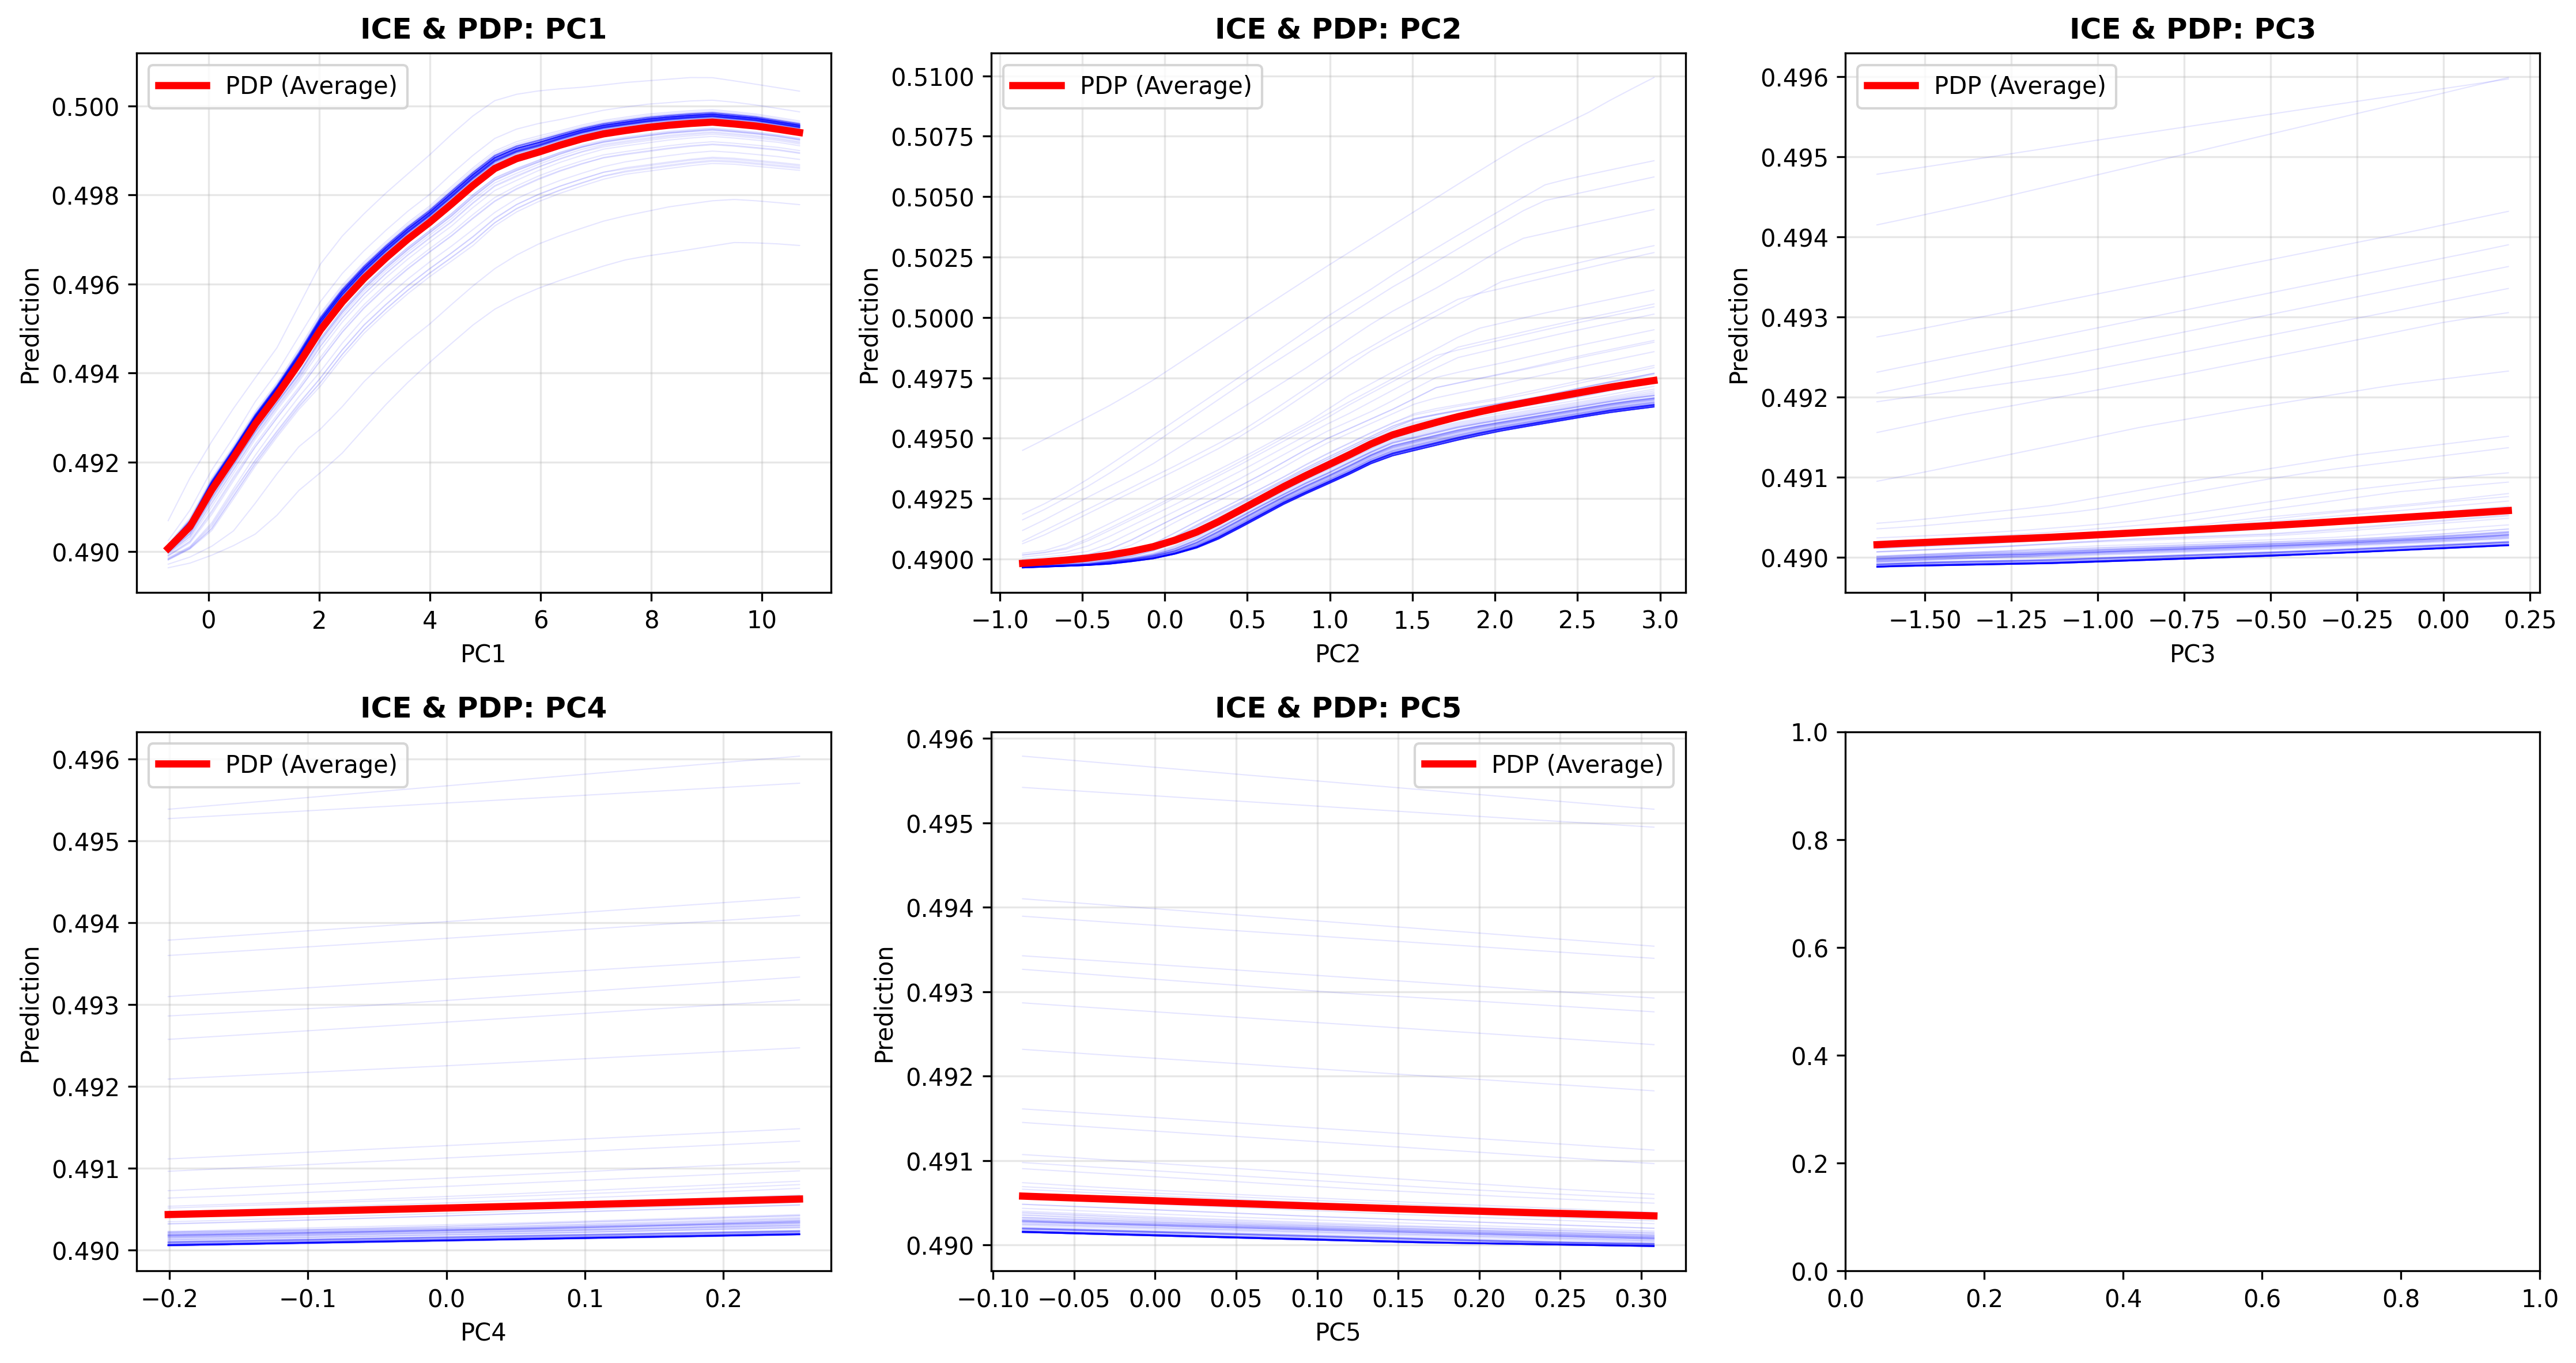 ICE & PDP: PC1
PDP (Average)
0.500
0.498
0.496
0.494
0.492
0.490
Prediction
0 2 4 6 8 10
PC1
ICE & PDP: PC2
PDP (Average)
0.5100
0.5075
0.5050
0.5025
0.5000
0.4975
0.4950
0.4925
0.4900
Prediction
−1.0 −0.5 0.0 0.5 1.0 1.5 2.0 2.5 3.0
PC2
ICE & PDP: PC3
PDP (Average)
0.496
0.495
0.494
0.493
0.492
0.491
0.490
Prediction
−1.50 −1.25 −1.00 −0.75 −0.50 −0.25 0.00 0.25
PC3
ICE & PDP: PC4
PDP (Average)
0.496
0.495
0.494
0.493
0.492
0.491
0.490
Prediction
−0.2 −0.1 0.0 0.1 0.2
PC4
ICE & PDP: PC5
PDP (Average)
0.496
0.495
0.494
0.493
0.492
0.491
0.490
Prediction
−0.10 −0.05 0.00 0.05 0.10 0.15 0.20 0.25 0.30
PC5
1.0
0.8
0.6
0.4
0.2
0.0
0.0 0.2 0.4 0.6 0.8 1.0